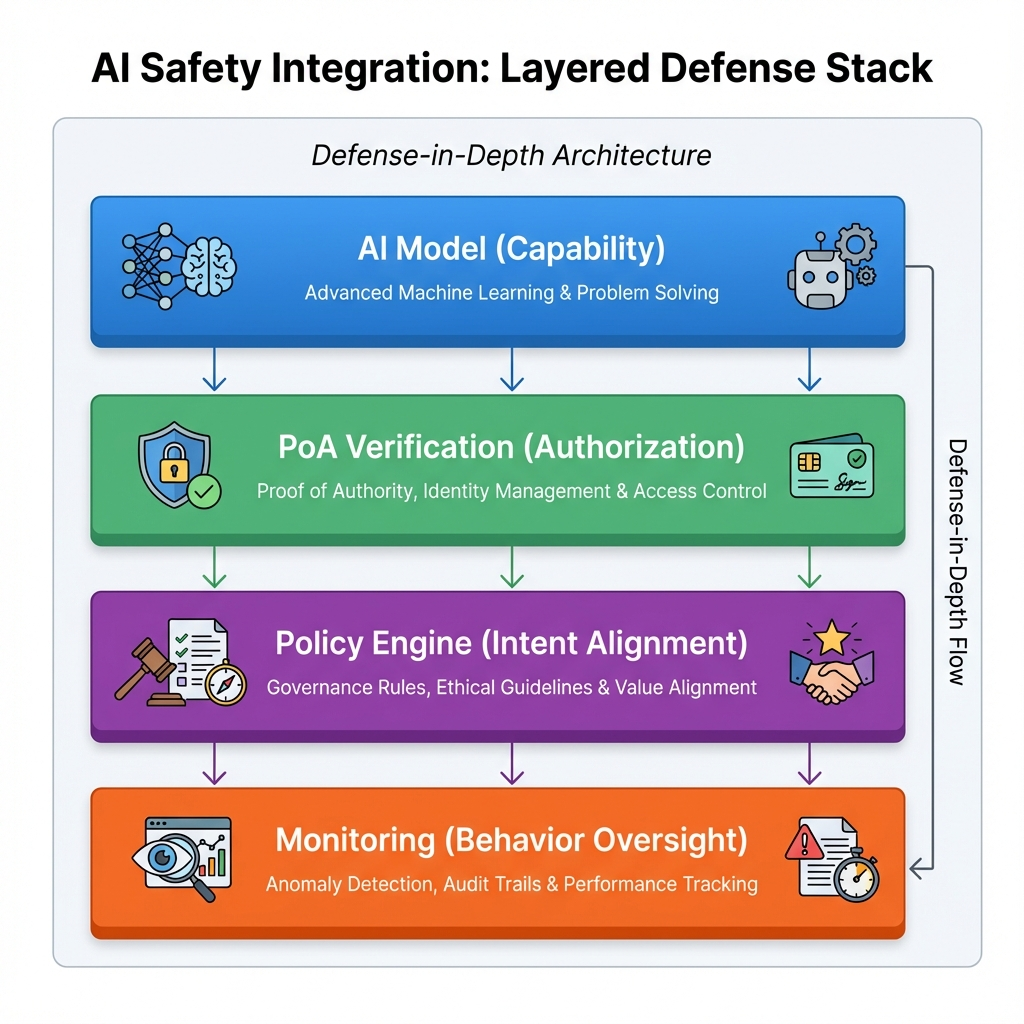 AI Safety Integration: Layered Defense Stack
Defense-in-Depth Architecture
AI Model (Capability)
Advanced Machine Learning & Problem Solving
PoA Verification (Authorization)
Proof of Authority, Identity Management & Access Control
Policy Engine (Intent Alignment)
Governance Rules, Ethical Guidelines & Value Alignment
Monitoring (Behavior Oversight)
Anomaly Detection, Audit Trails & Performance Tracking
Defense-in-Depth Flow